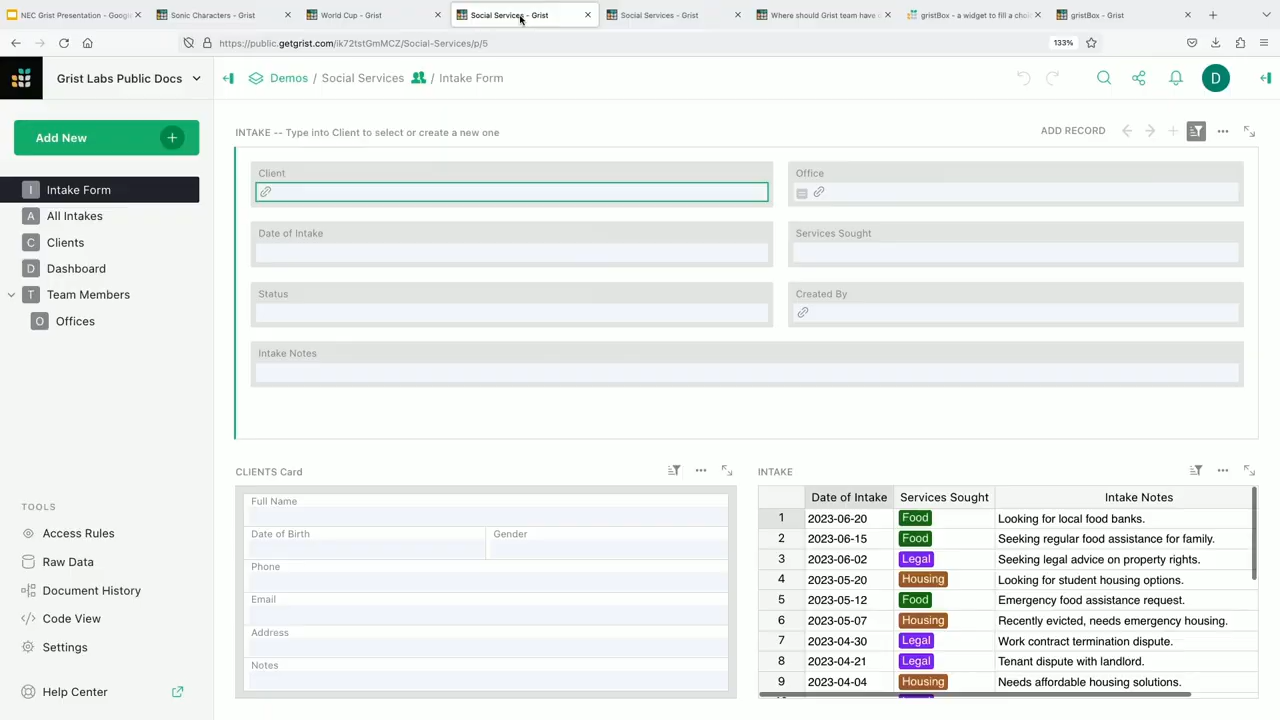 NEC Grist Presentation - Googl
Sonic Characters - Grist
World Cup - Grist
Social Services - Grist
Social Services - Grist
Where should Grist team have
gristBox - a widget to fill a choi
gristBox - Grist
https://public.getgrist.com/ik72tstGmMCZ/Social-Services/p/5
133%
Grist Labs Public Docs
Demos / Social Services / Intake Form
D
Add New
I Intake Form
A All Intakes
C Clients
D Dashboard
T Team Members
O Offices
TOOLS
Access Rules
Raw Data
Document History
Code View
Settings
Help Center
INTAKE -- Type into Client to select or create a new one
ADD RECORD
Client
Office
Date of Intake
Services Sought
Status
Created By
Intake Notes
CLIENTS Card
Full Name
Date of Birth
Gender
Phone
Email
Address
Notes
INTAKE
Date of Intake Services Sought Intake Notes
1 2023-06-20 Food Looking for local food banks.
2 2023-06-15 Food Seeking regular food assistance for family.
3 2023-06-02 Legal Seeking legal advice on property rights.
4 2023-05-20 Housing Looking for student housing options.
5 2023-05-12 Food Emergency food assistance request.
6 2023-05-07 Housing Recently evicted, needs emergency housing.
7 2023-04-30 Legal Work contract termination dispute.
8 2023-04-21 Legal Tenant dispute with landlord.
9 2023-04-04 Housing Needs affordable housing solutions.